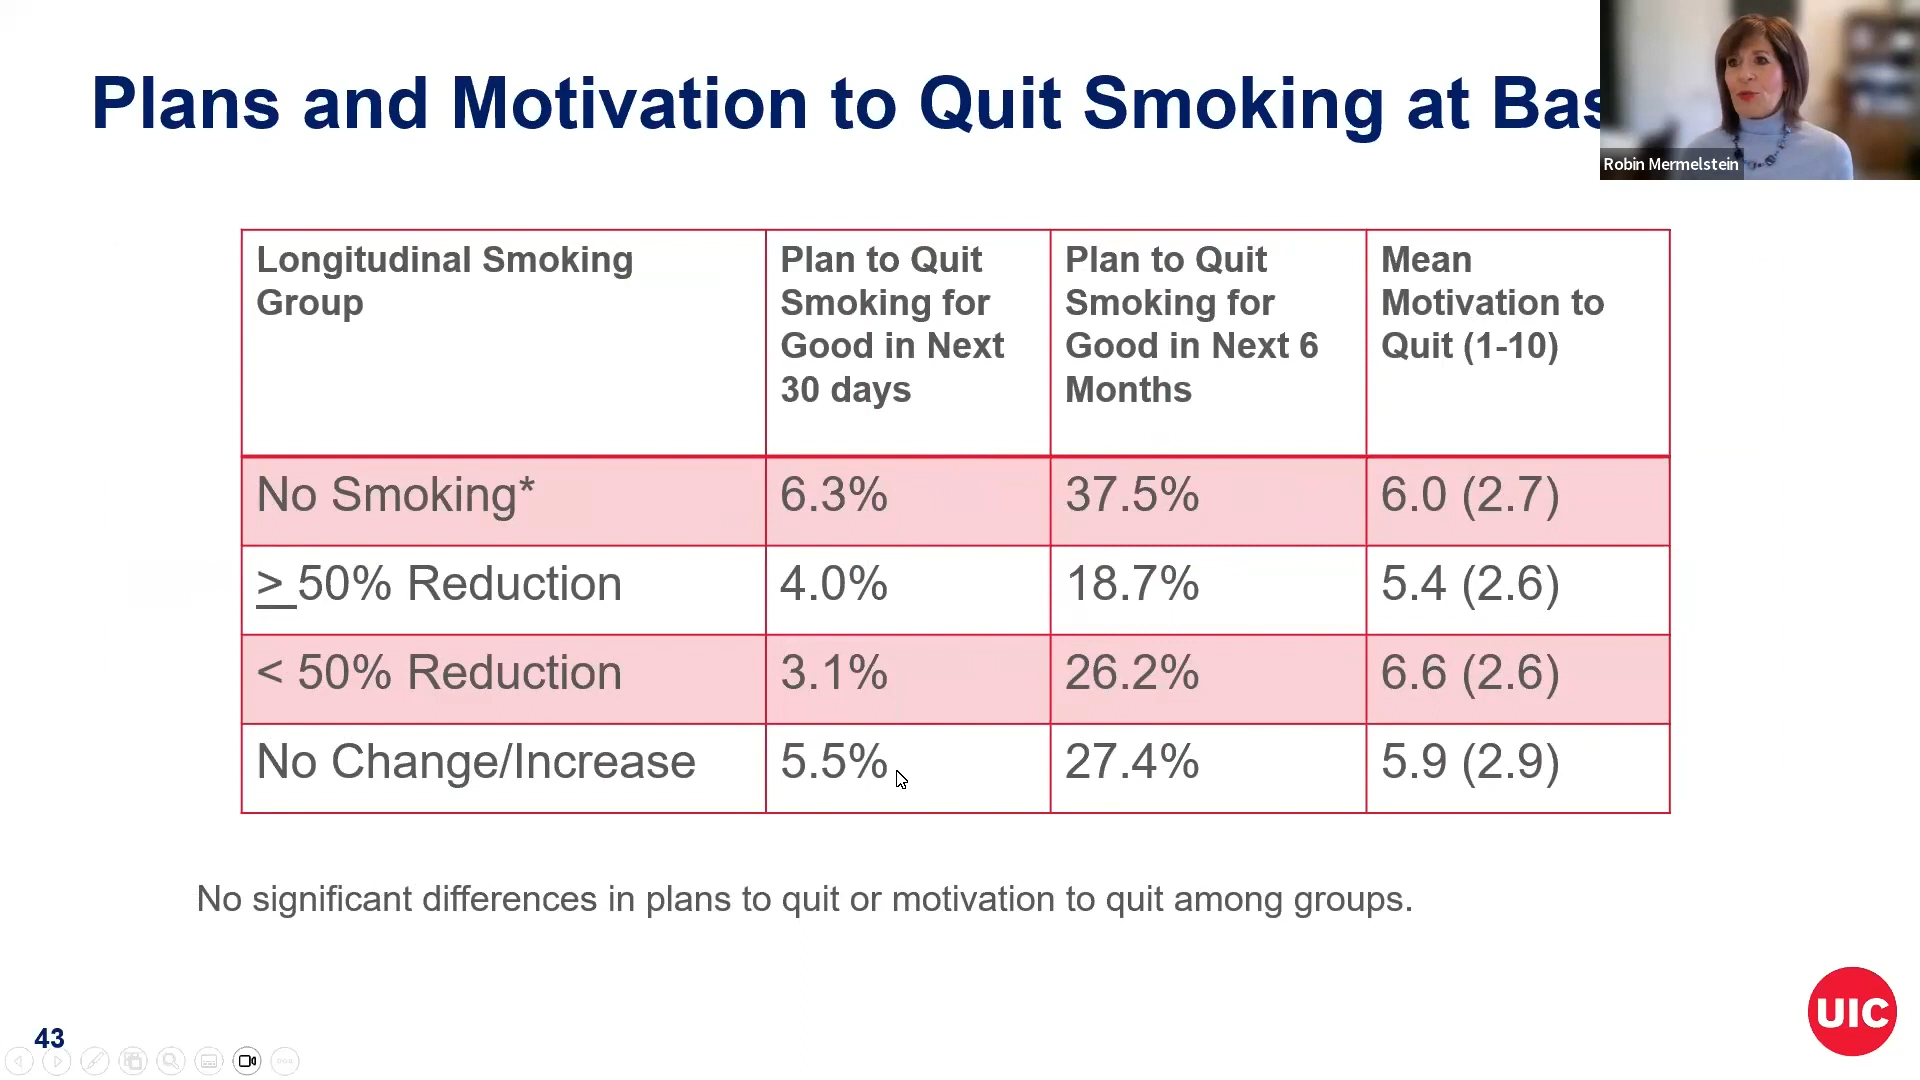 Plans and Motivation to Quit Smoking at Bas
Robin Mermelstein
Longitudinal Smoking
Group
Plan to Quit
Smoking for
Good in Next
30 days
Plan to Quit
Smoking for
Good in Next 6
Months
Mean
Motivation to
Quit (1-10)
No Smoking* 6.3% 37.5% 6.0 (2.7)
> 50% Reduction 4.0% 18.7% 5.4 (2.6)
< 50% Reduction 3.1% 26.2% 6.6 (2.6)
No Change/Increase 5.5% 27.4% 5.9 (2.9)
No significant differences in plans to quit or motivation to quit among groups.
UIC
43